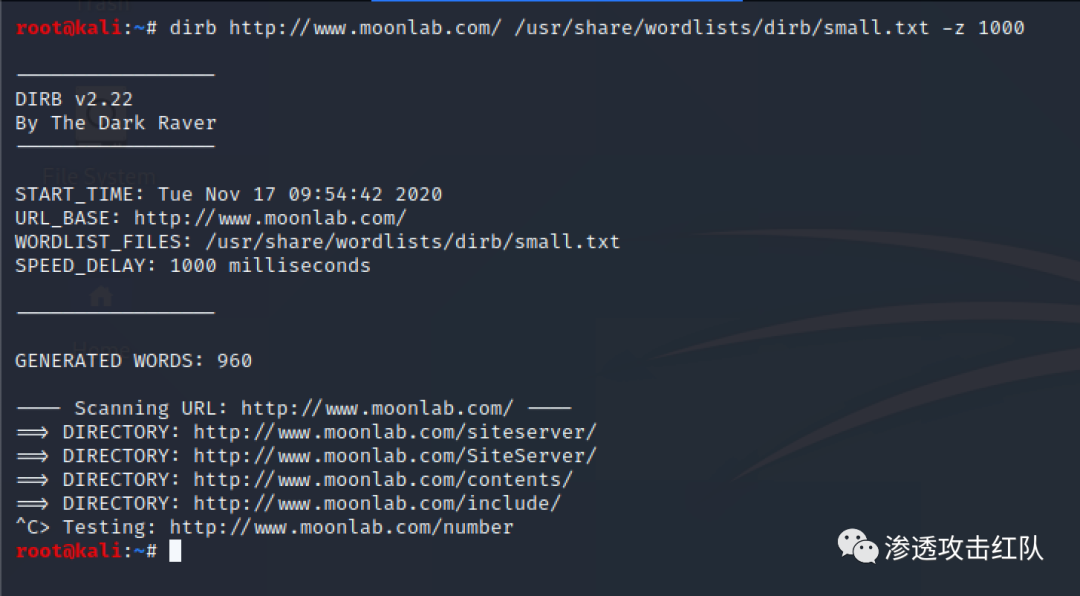 Trash
root@kali:~# dirb http://www.moonlab.com/ /usr/share/wordlists/dirb/small.txt -z 1000
-----------------
DIRB v2.22
By The Dark Raver
-----------------
File System
START_TIME: Tue Nov 17 09:54:42 2020
URL_BASE: http://www.moonlab.com/
WORDLIST_FILES: /usr/share/wordlists/dirb/small.txt
SPEED_DELAY: 1000 milliseconds
-----------------
Home
GENERATED WORDS: 960
---- Scanning URL: http://www.moonlab.com/ ----
==> DIRECTORY: http://www.moonlab.com/siteserver/
==> DIRECTORY: http://www.moonlab.com/SiteServer/
==> DIRECTORY: http://www.moonlab.com/contents/
==> DIRECTORY: http://www.moonlab.com/include/
^C> Testing: http://www.moonlab.com/number
root@kali:~#
渗透攻击红队